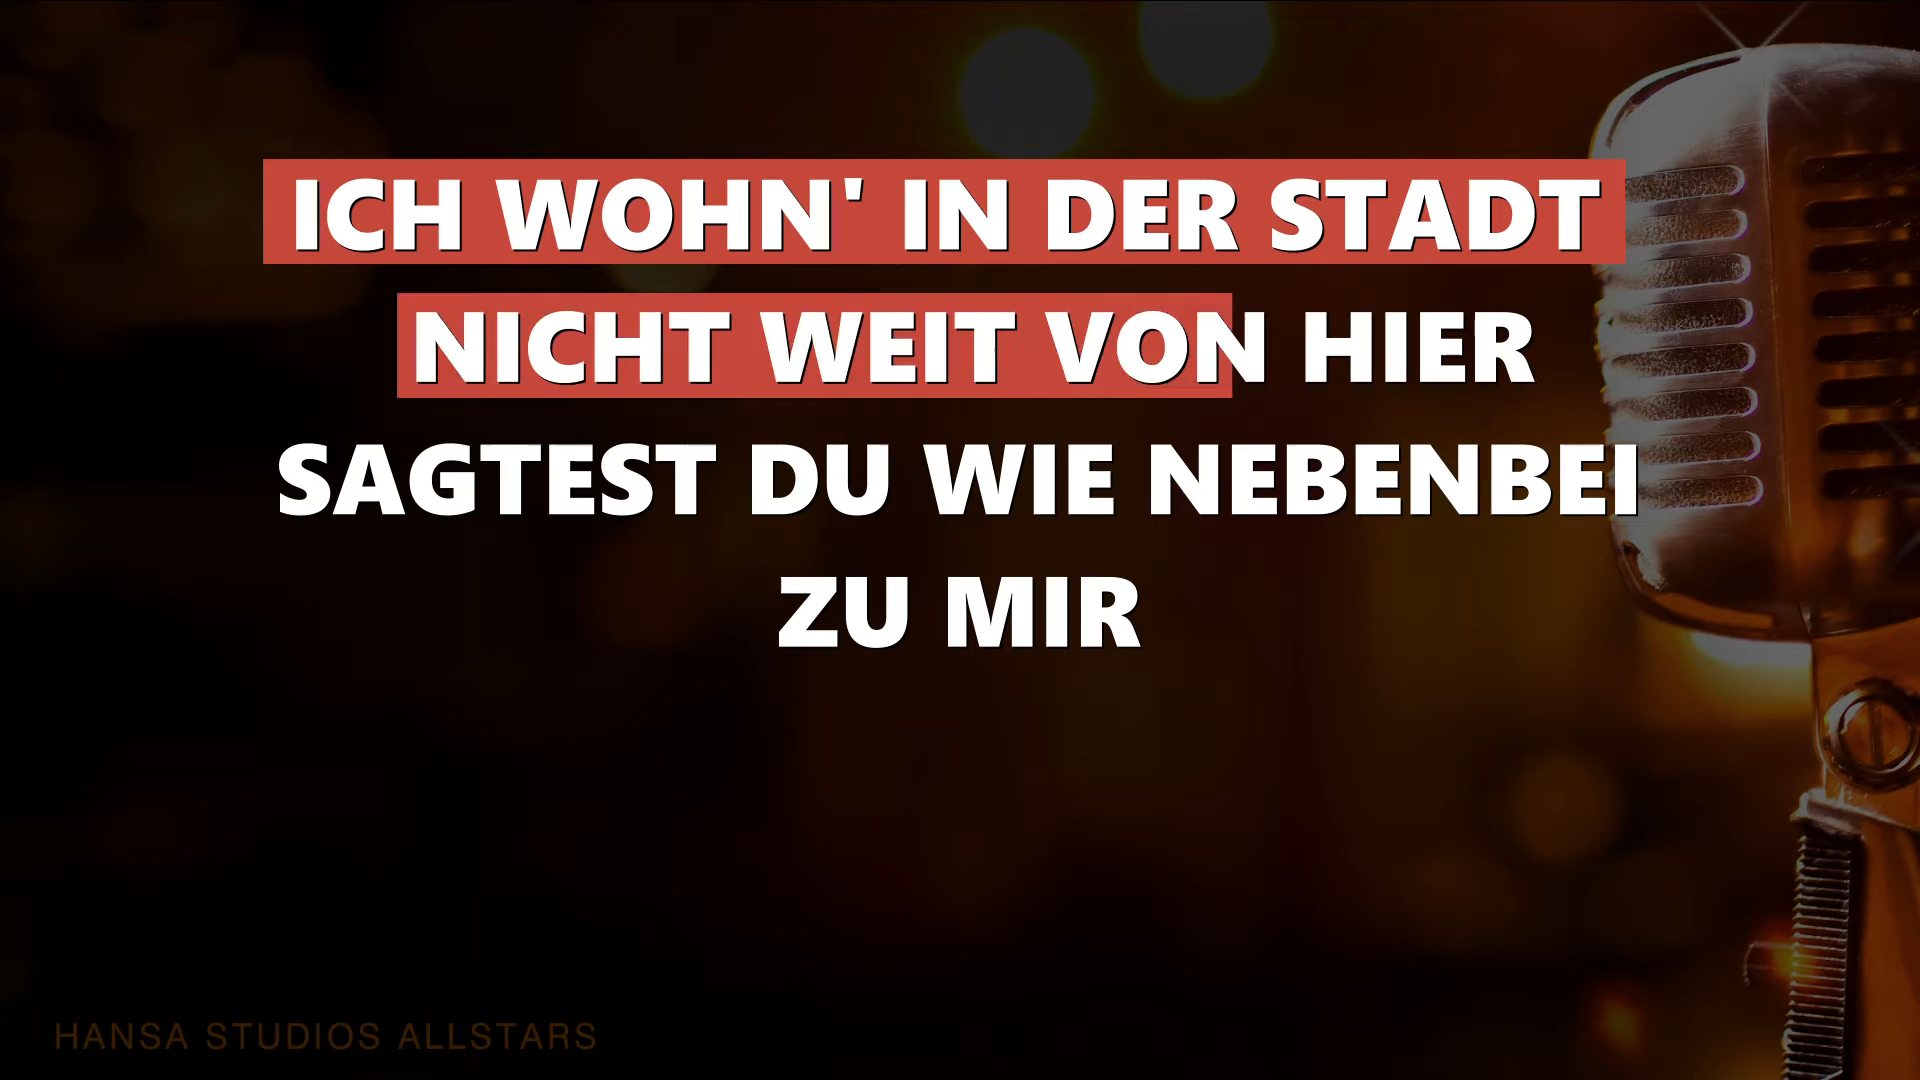 ICH WOHN' IN DER STADT
NICHT WEIT VON HIER
SAGTEST DU WIE NEBENBEI
ZU MIR
HANSA STUDIOS ALLSTARS